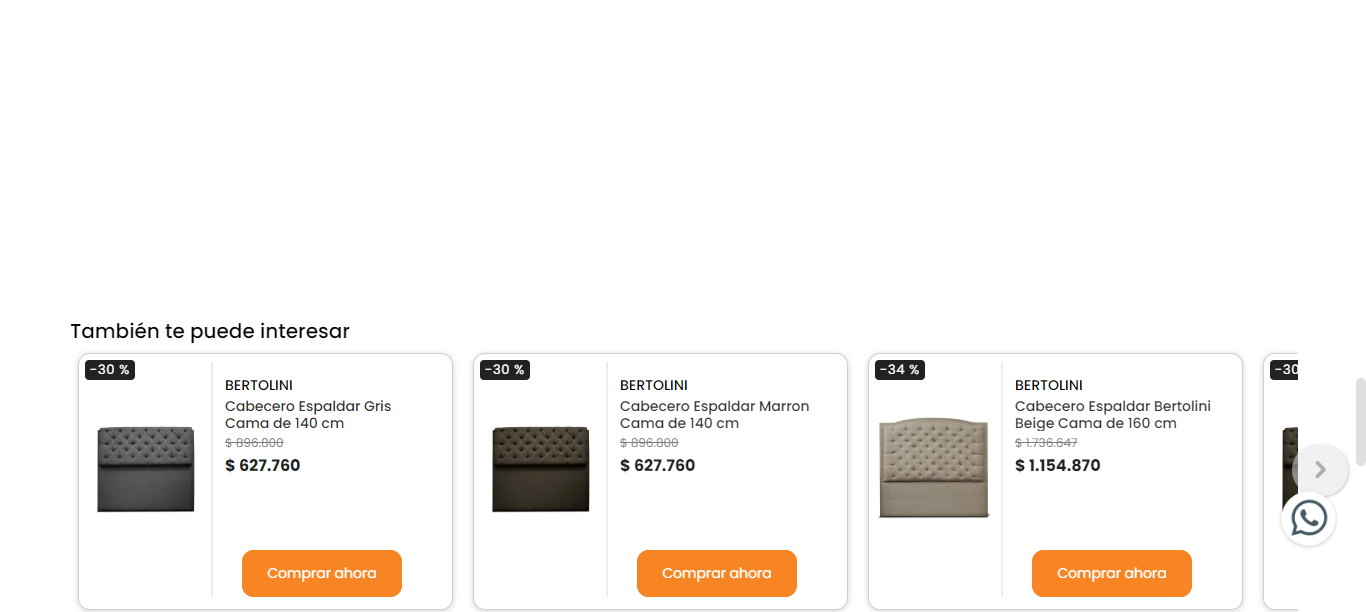 También te puede interesar
-30 %
BERTOLINI
Cabecero Espaldar Gris
Cama de 140 cm
$ 896.800
$ 627.760
Comprar ahora
-30 %
BERTOLINI
Cabecero Espaldar Marron
Cama de 140 cm
$ 896.800
$ 627.760
Comprar ahora
-34 %
BERTOLINI
Cabecero Espaldar Bertolini
Beige Cama de 160 cm
$ 1.736.647
$ 1.154.870
Comprar ahora
-30